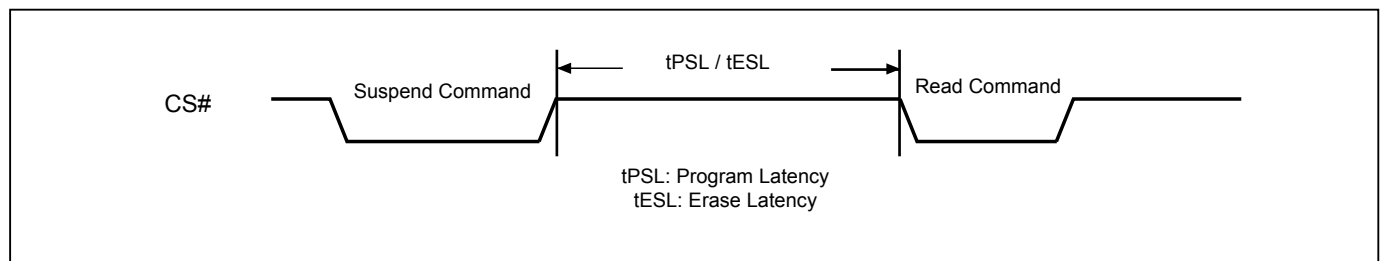 tPSL / tESL
Suspend Command
Read Command
CS#
tPSL: Program Latency
tESL: Erase Latency